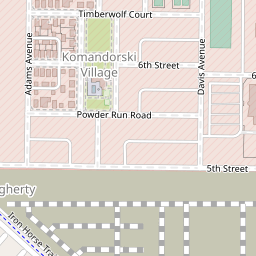 Timberwolf Court
Adams Avenue
Komandorski
Village
6th Street
6
Davis Avenue
Powder Run Road
5th Street
gherty
Iron Horse Tra